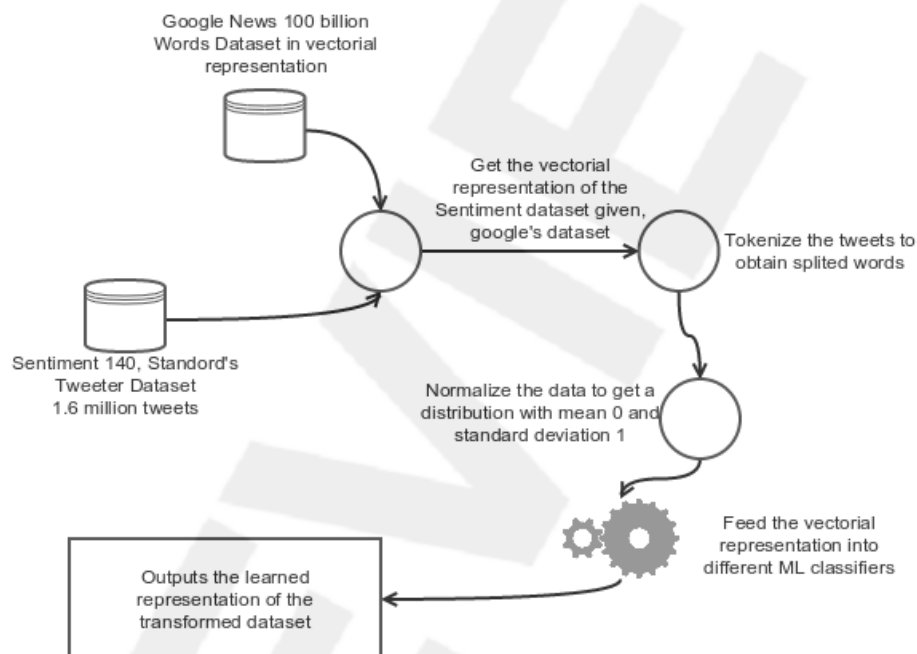 Google News 100 billion
Words Dataset in vectorial
representation
Get the vectorial
representation of the
Sentiment dataset given,
google's dataset
Tokenize the tweets to
obtain splited words
Sentiment 140, Standord's
Tweeter Dataset
1.6 million tweets
Normalize the data to get a
distribution with mean 0 and
standard deviation 1
Feed the vectorial
representation into
different ML classifiers
Outputs the learned
representation of the
transformed dataset